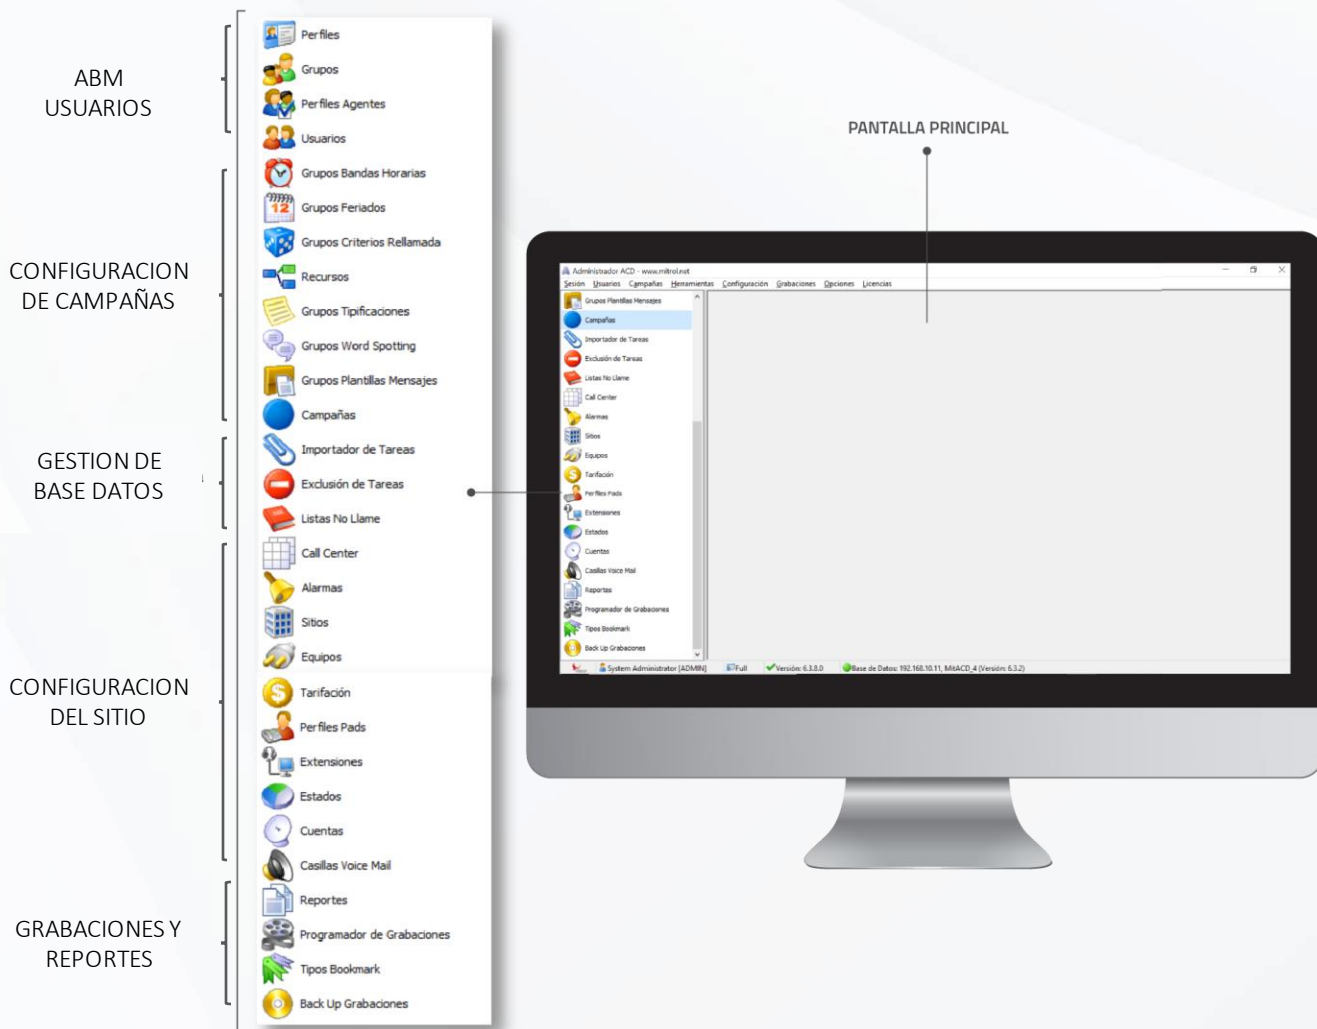 ABM
USUARIOS
CONFIGURACION
DE CAMPAÑAS
GESTION DE
BASE DATOS
CONFIGURACION
DEL SITIO
GRABACIONES Y
REPORTES
Perfiles
Grupos
Perfiles Agentes
Usuarios
Grupos Bandas Horarias
Grupos Feriados
12
Grupos Criterios Rellamada
Recursos
Grupos Tipificaciones
Grupos Word Spotting
Grupos Plantillas Mensajes
Campañas
Importador de Tareas
Exclusión de Tareas
Listas No Llame
Call Center
Alarmas
Sitios
Equipos
Tarifación
Perfiles Pads
Extensiones
Estados
Cuentas
Casillas Voice Mail
Reportes
Programador de Grabaciones
Tipos Bookmark
Back Up Grabaciones
PANTALLA PRINCIPAL
Administrador ACD - www.mitrol.net
Sesión Usuarios Campañas Herramientas Configuración Grabaciones Opciones Licencias
Grupos Plantillas Mensajes
Campañas
Importador de Tareas
Exclusión de Tareas
Listas No Llame
Call Center
Alarmas
Sitios
Equipos
Tarifación
Perfiles Pads
Extensiones
Estados
Cuentas
Casillas Voice Mail
Reportes
Programador de Grabaciones
Tipos Bookmark
Back Up Grabaciones
System Administrator [ADMIN] Full Versión: 6.3.8.0 Base de Datos: 192.168.10.11, MitACD_4 (Versión: 6.3.2)